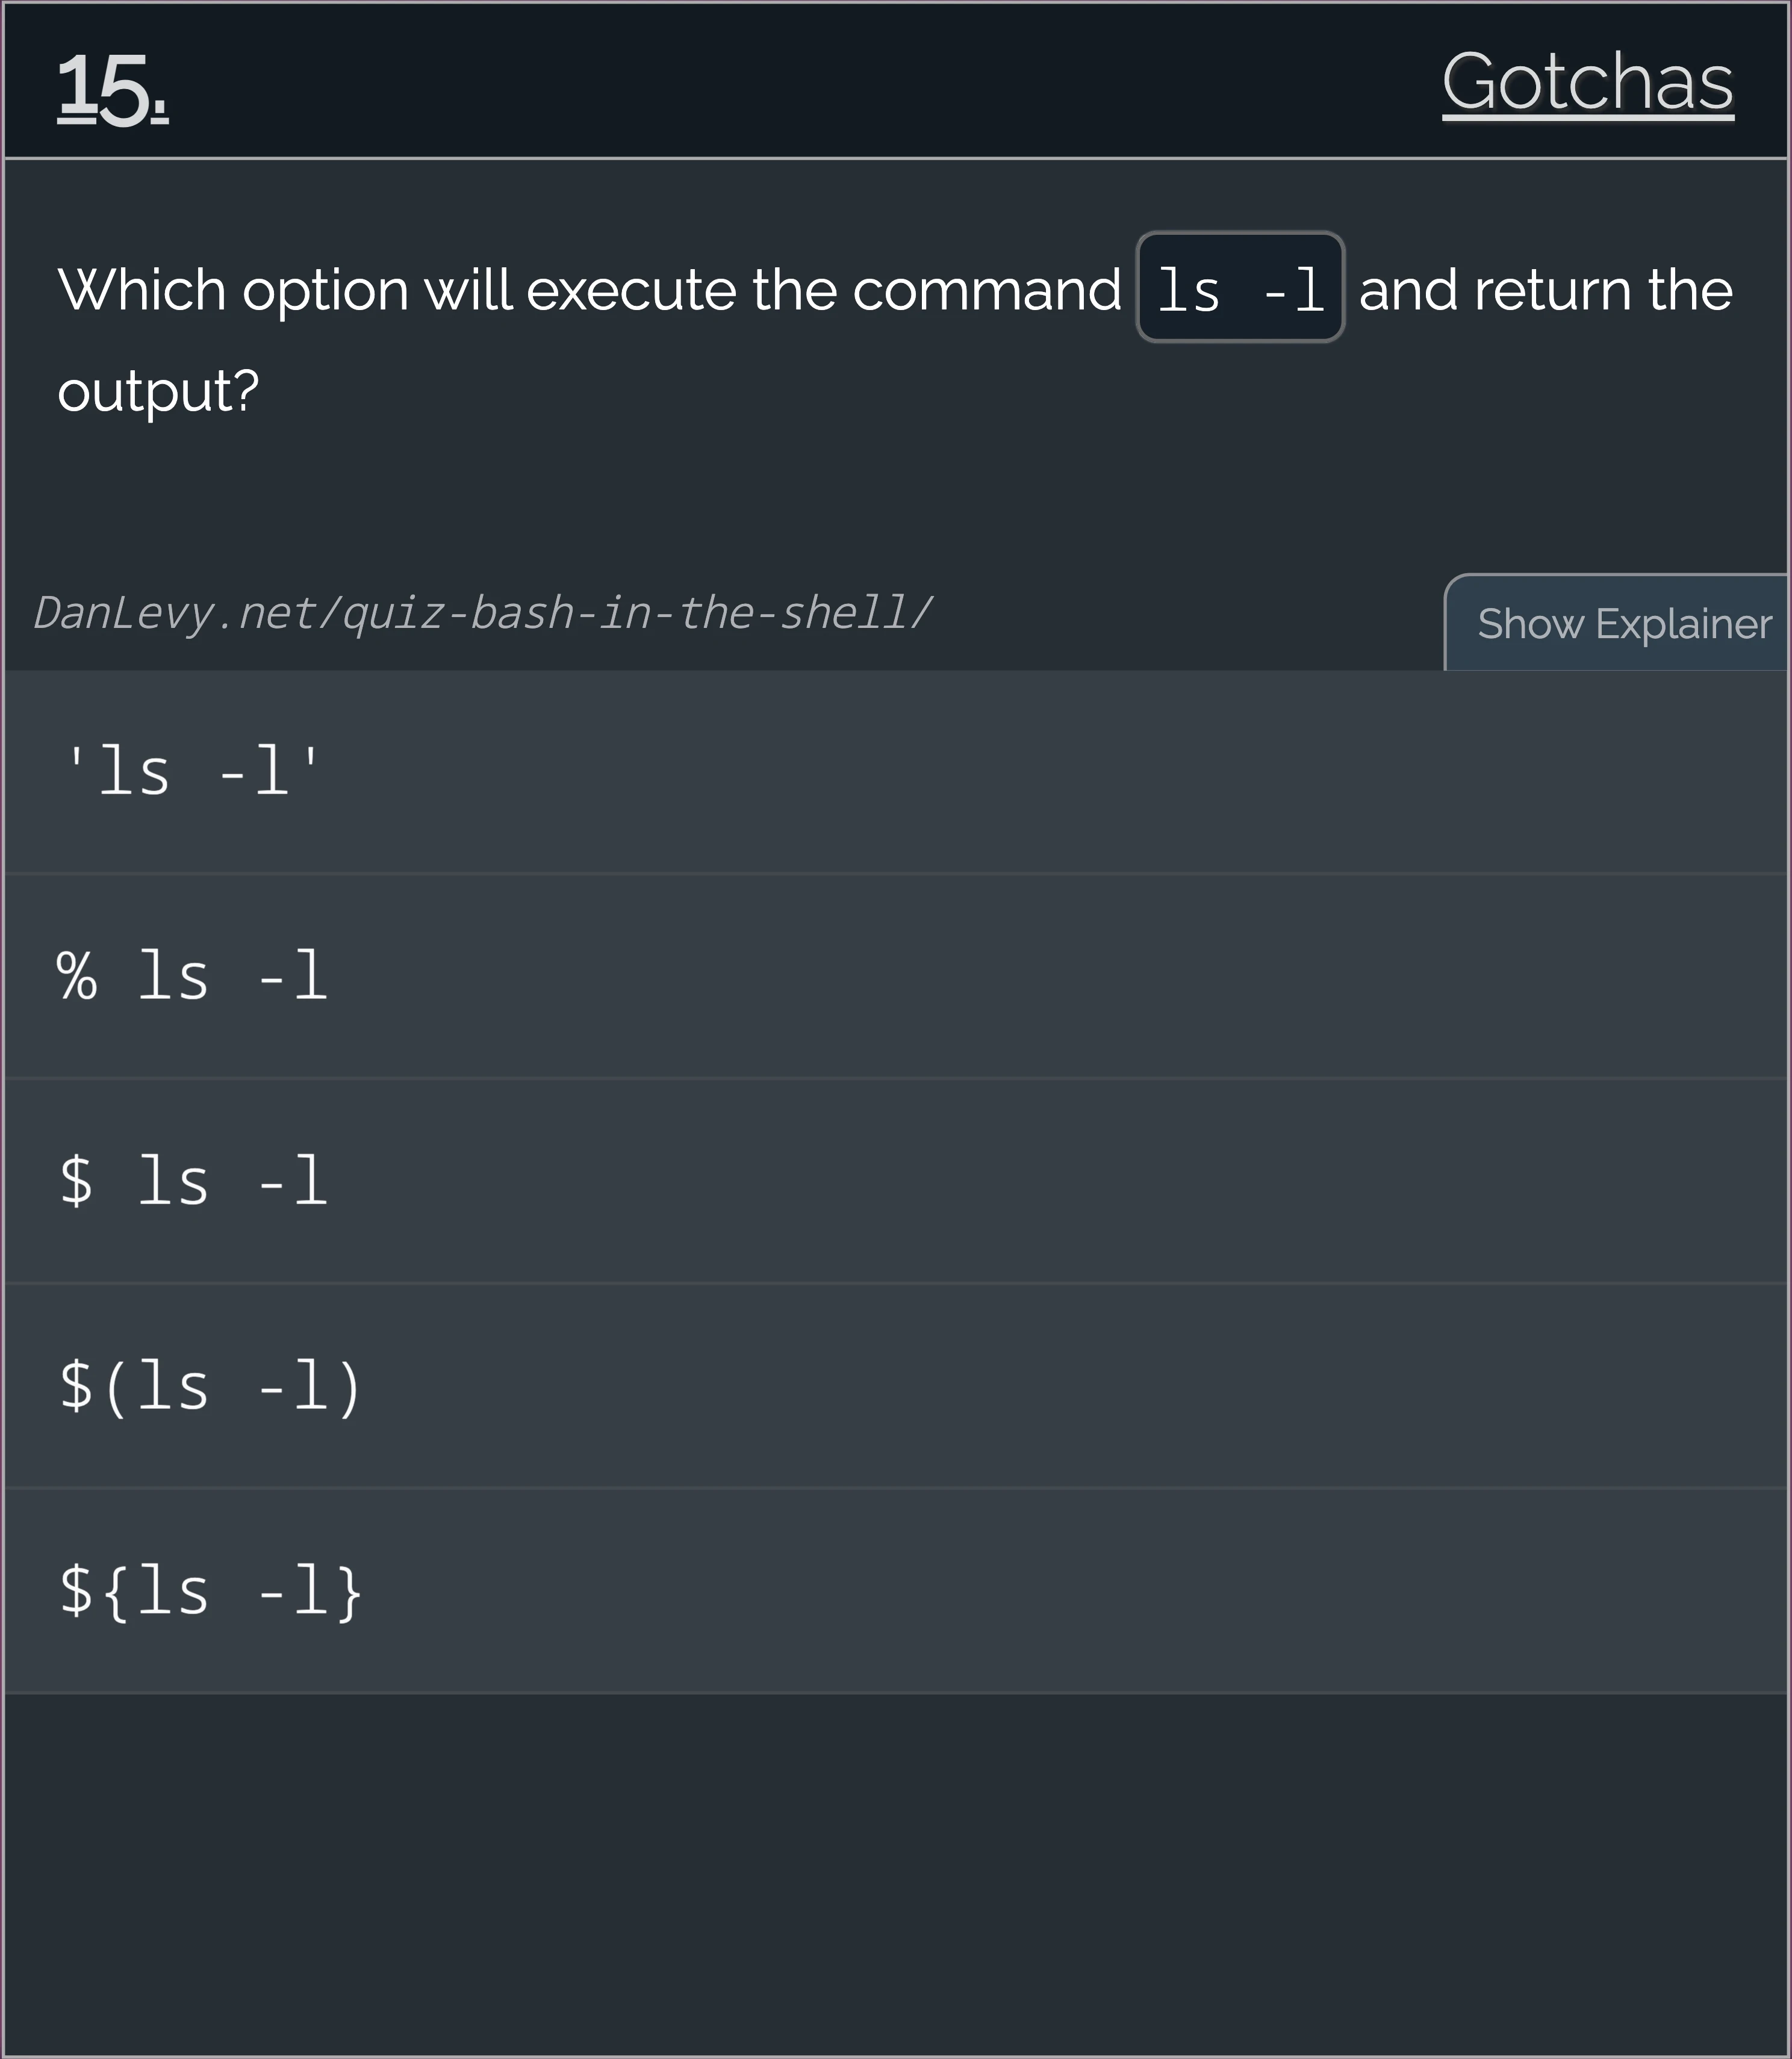 15.
Gotchas
Which option will execute the command ls -l and return the
output?
DanLevy.net/quiz-bash-in-the-shell/
Show Explainer
'ls -l'
% ls -l
$ ls -l
$(ls -l)
${ls -l}